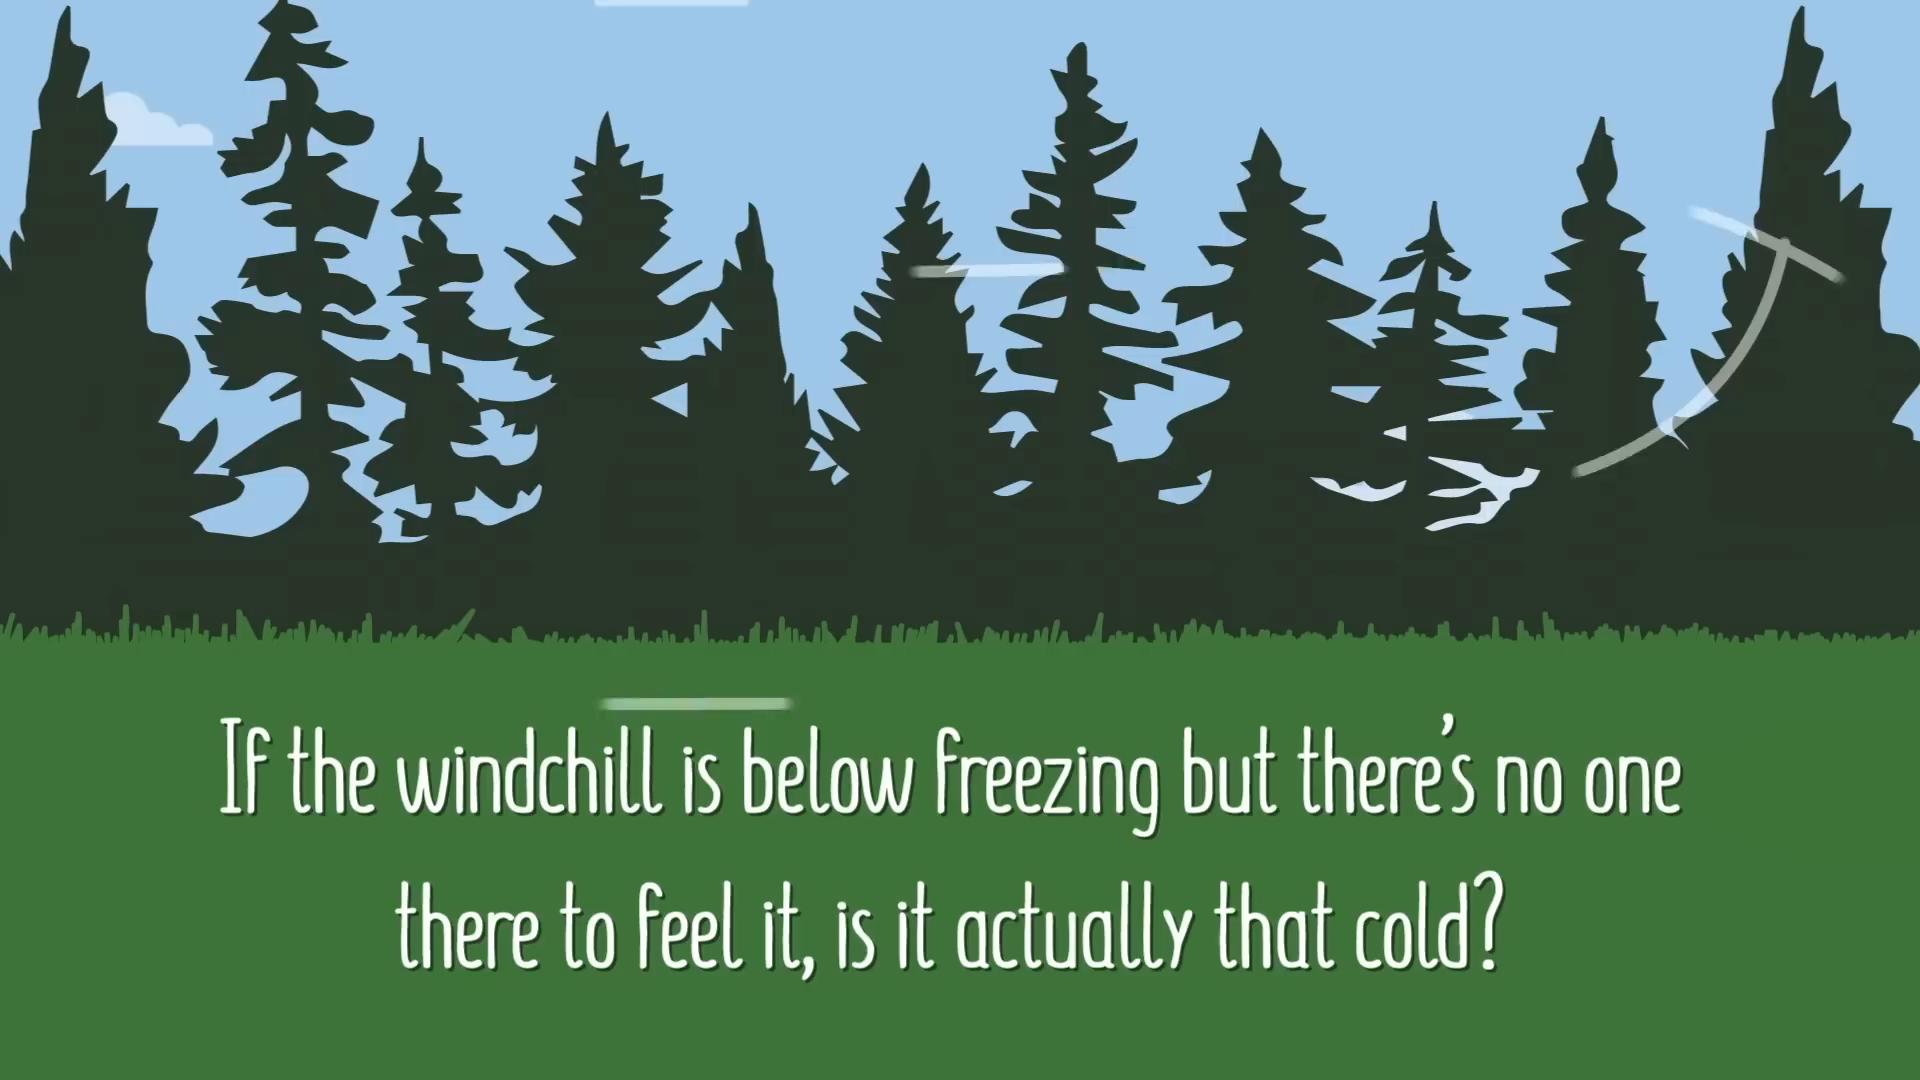 If the windchill is below freezing but there's no one
there to feel it, is it actually that cold?